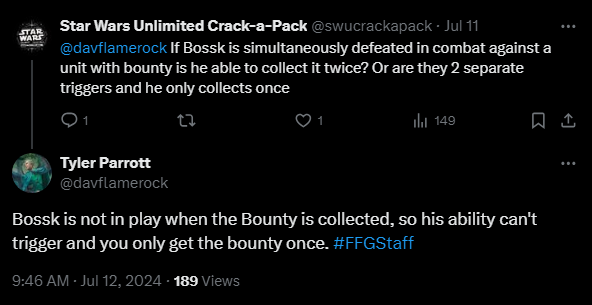 STAR WARS
Star Wars Unlimited Crack-a-Pack @swucrackapack · Jul 11
@davflamerock If Bossk is simultaneously defeated in combat against a
unit with bounty is he able to collect it twice? Or are they 2 separate
triggers and he only collects once
1 1 149
Tyler Parrott
@davflamerock
Bossk is not in play when the Bounty is collected, so his ability can't
trigger and you only get the bounty once. #FFGStaff
9:46 AM · Jul 12, 2024 · 189 Views